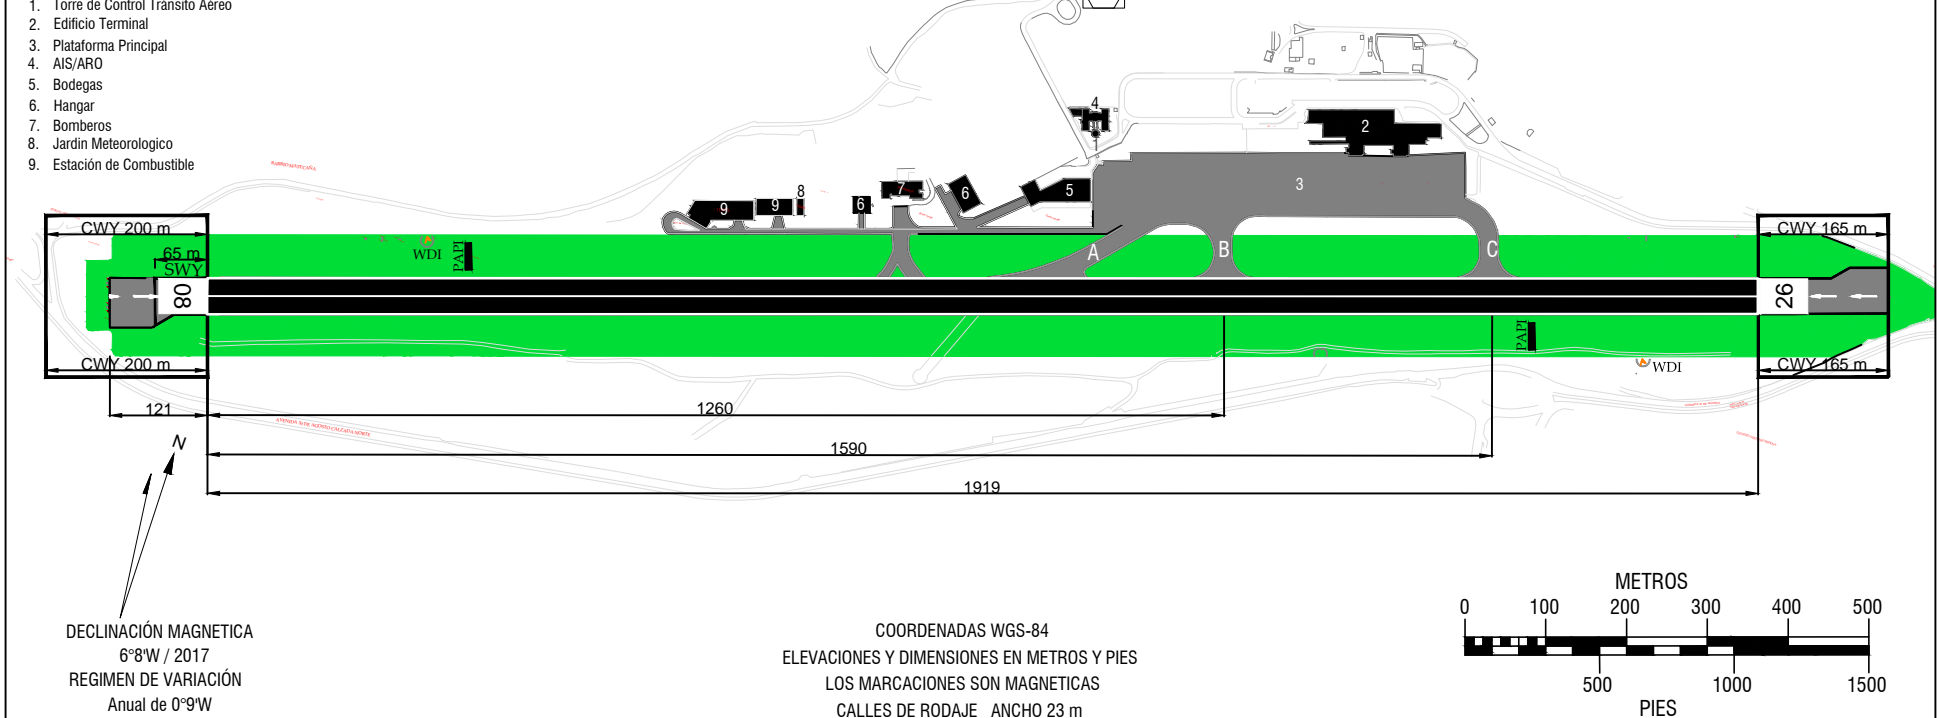 1. Torre de Control Tránsito Aéreo
2. Edificio Terminal
3. Plataforma Principal
4. AIS/ARO
5. Bodegas
6. Hangar
7. Bomberos
8. Jardin Meteorologico
9. Estación de Combustible
4
1
2
3
5
6
7
8
9
9
6
CWY 200 m
65 m
SWY
WDI
PAPI
A
B
C
CWY 165 m
08
26
CWY 200 m
PAPI
WDI
CWY 165 m
121
1260
1590
1919
N
DECLINACIÓN MAGNETICA
6°8'W / 2017
REGIMEN DE VARIACIÓN
Anual de 0°9'W
COORDENADAS WGS-84
ELEVACIONES Y DIMENSIONES EN METROS Y PIES
LOS MARCACIONES SON MAGNETICAS
CALLES DE RODAJE ANCHO 23 m
METROS
0 100 200 300 400 500
500 1000 1500
PIES